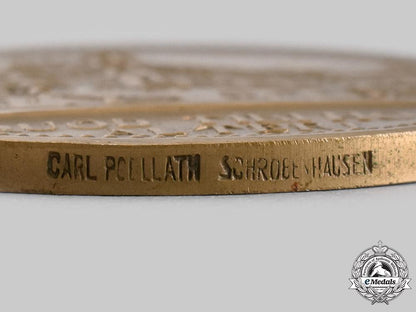 CARL POELLATH SCHROBENHAUSEN
eMedals